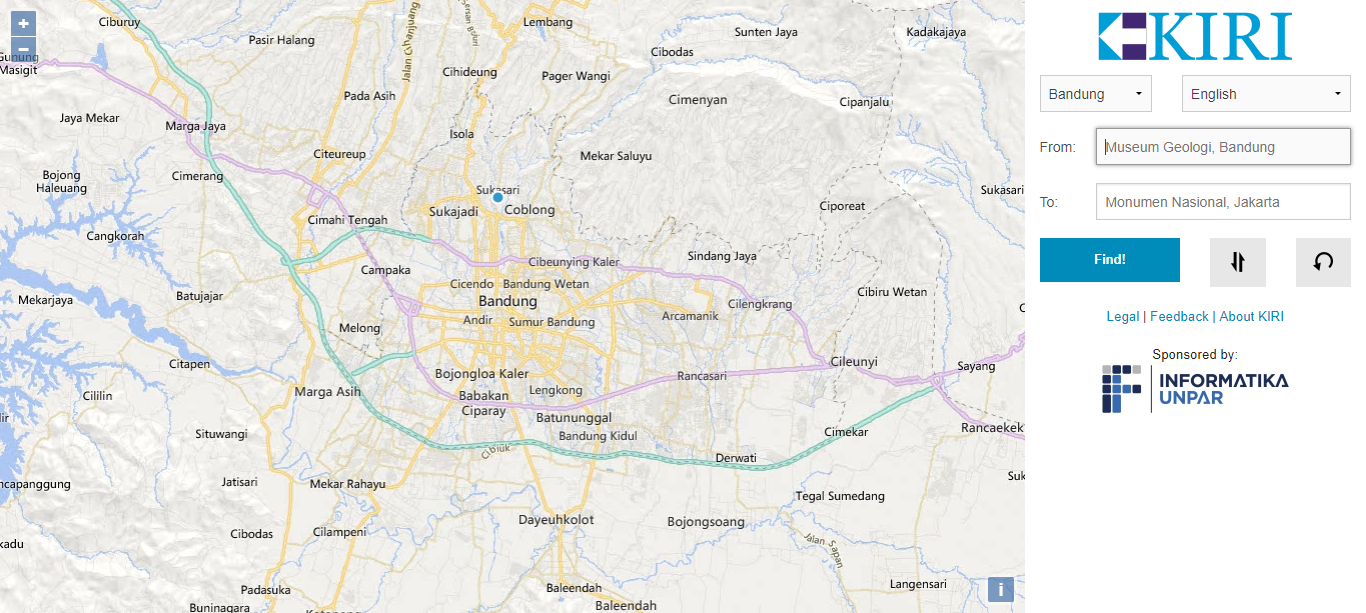 +
−
Ciburuy
Pasir Halang
Jalan Cihanjuang
Lembang
Sunten Jaya
Kadakajaya
Gunung
Masigit
Cibodas
Cihideung
Pager Wangi
Pada Asih
Cimenyan
Cipanjalu
Jaya Mekar
Marga Jaya
Isola
Citeureup
Mekar Saluyu
Bojong
Haleuang
Cimerang
Sukasari
Sukasari
Sukajadi
Coblong
Ciporeat
Cimahi Tengah
Cangkorah
Cibeunying Kaler
Sindang Jaya
Campaka
Cicendo
Bandung Wetan
Cibiru Wetan
Mekarjaya
Batujajar
Bandung
Cilengkrang
Melong
Andir
Sumur Bandung
Arcamanik
Citapen
Cileunyi
Sayang
Bojongloa Kaler
Rancasari
Marga Asih
Lengkong
Cililin
Babakan
Ciparay
Batununggal
Situwangi
Bandung Kidul
Cimekar
Rancaekek
Cibiuk
Derwati
Jatisari
Mekar Rahayu
Suk
ncapanggung
Tegal Sumedang
Dayeuhkolot
Bojongsoang
Cibodas
Cilampeni
Jalan Sapan
kadu
Padasuka
Baleendah
Langensari
Buninagara
Baleendah
i
KIRI
Bandung
English
From:
Museum Geologi, Bandung
To:
Monumen Nasional, Jakarta
Find!
Legal | Feedback | About KIRI
Sponsored by:
INFORMATIKA
UNPAR